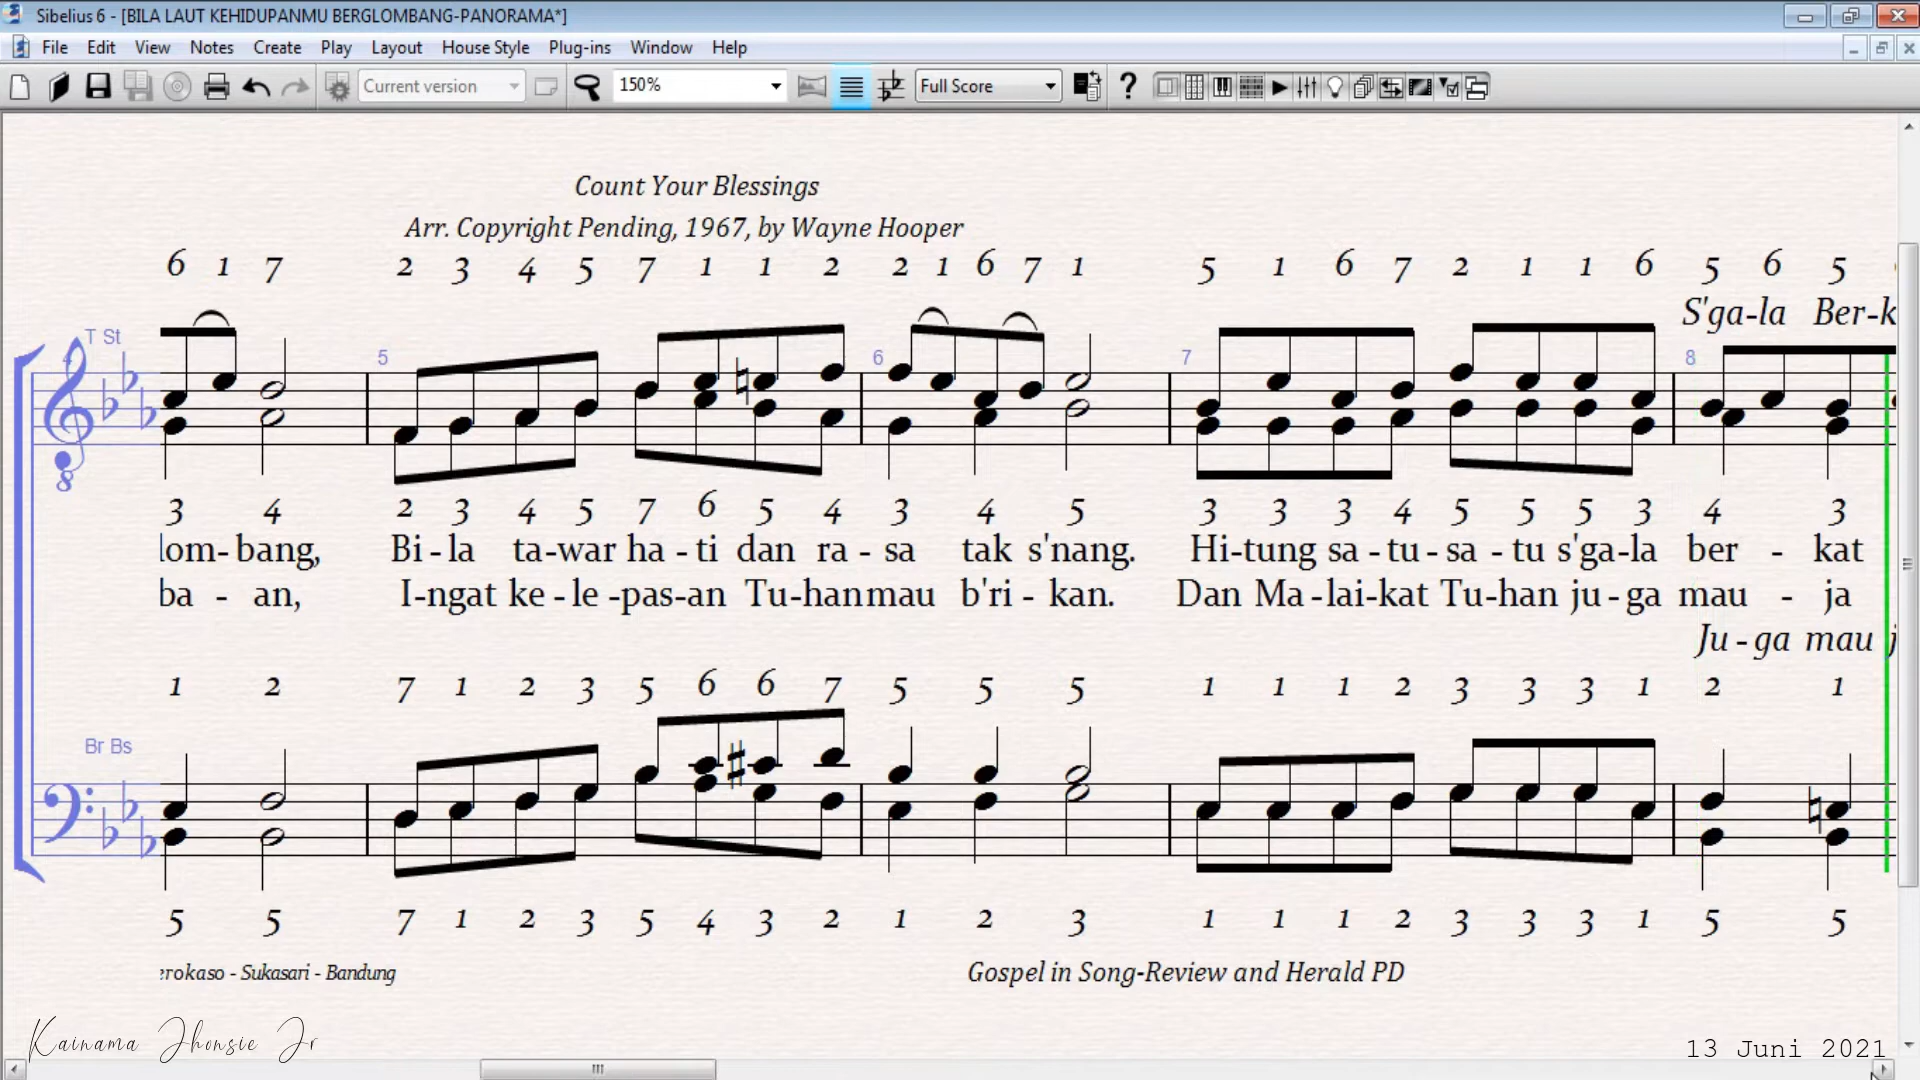 Sibelius 6 - [BILA LAUT KEHIDUPANMU BERGLOMBANG-PANORAMA*]
File Edit View Notes Create Play Layout House Style Plug-ins Window Help
Current version 150% Full Score
Count Your Blessings
Arr. Copyright Pending, 1967, by Wayne Hooper
6 1 7 2 3 4 5 7 1 1 2 2 1 6 7 1 5 1 6 7 2 1 1 6 5 6 5
S'ga-la Ber-k
T St
4 5 6 7 8
8
3 4 2 3 4 5 7 6 5 4 3 4 5 3 3 3 4 5 5 5 3 4 3
lom-bang, Bi-la ta-war ha-ti dan ra-sa tak s'nang. Hi-tung sa-tu-sa-tu s'ga-la ber - kat
ba - an, I-ngat ke-le-pas-an Tu-han mau b'ri-kan. Dan Ma-lai-kat Tu-han ju-ga mau - ja
Ju-ga mau j
1 2 7 1 2 3 5 6 6 7 5 5 5 1 1 1 2 3 3 3 1 2 1
Br Bs
5 5 7 1 2 3 5 4 3 2 1 2 3 1 1 1 2 3 3 3 1 5 5
erokaso - Sukasari - Bandung
Gospel in Song-Review and Herald PD
Kainama Jhonsie Jr
13 Juni 2021